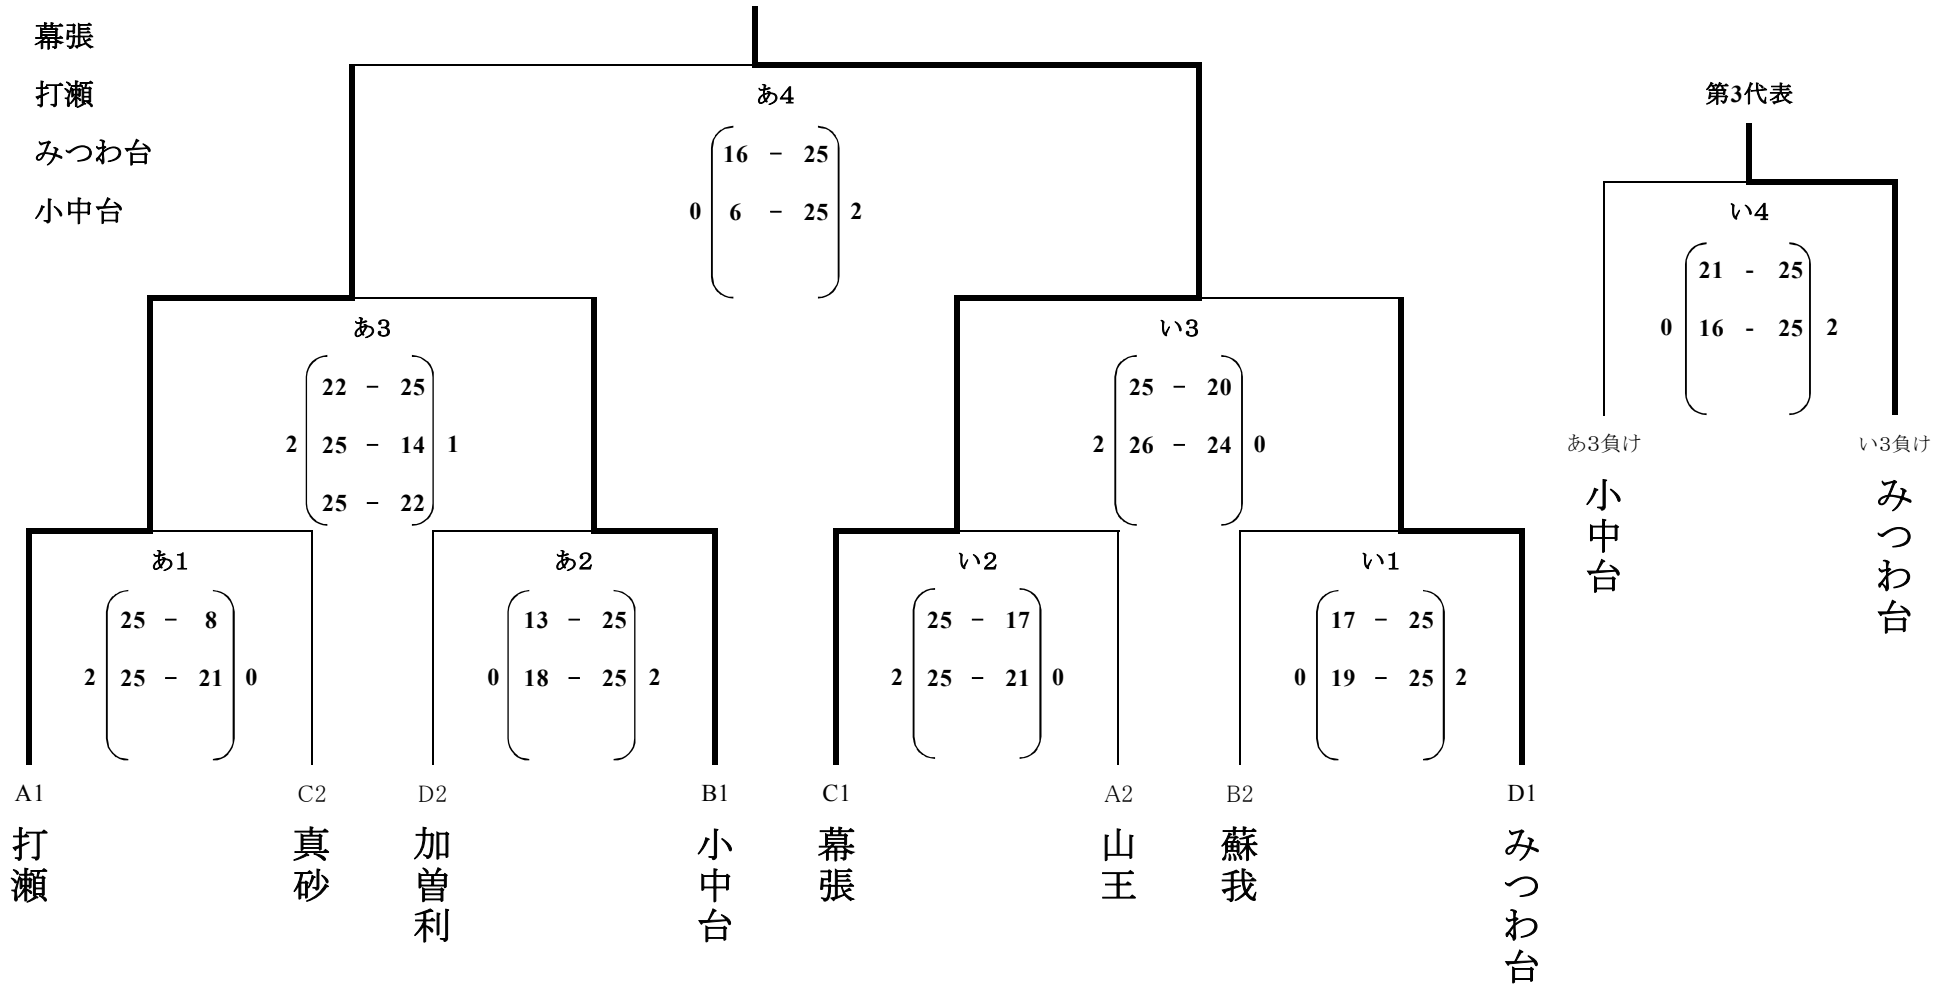 幕張
打瀬
みつわ台
小中台
あ4
16 － 25
0 6 － 25 2
第3代表
い4
21 - 25
0 16 - 25 2
あ3負け
い3負け
小中台
みつわ台
あ3
22 － 25
2 25 － 14 1
25 － 22
い3
25 － 20
2 26 － 24 0
あ1
25 － 8
2 25 － 21 0
あ2
13 － 25
0 18 － 25 2
い2
25 － 17
2 25 － 21 0
い1
17 － 25
0 19 － 25 2
A1
C2
D2
B1
C1
A2
B2
D1
打瀬
真砂
加曽利
小中台
幕張
山王
蘇我
みつわ台